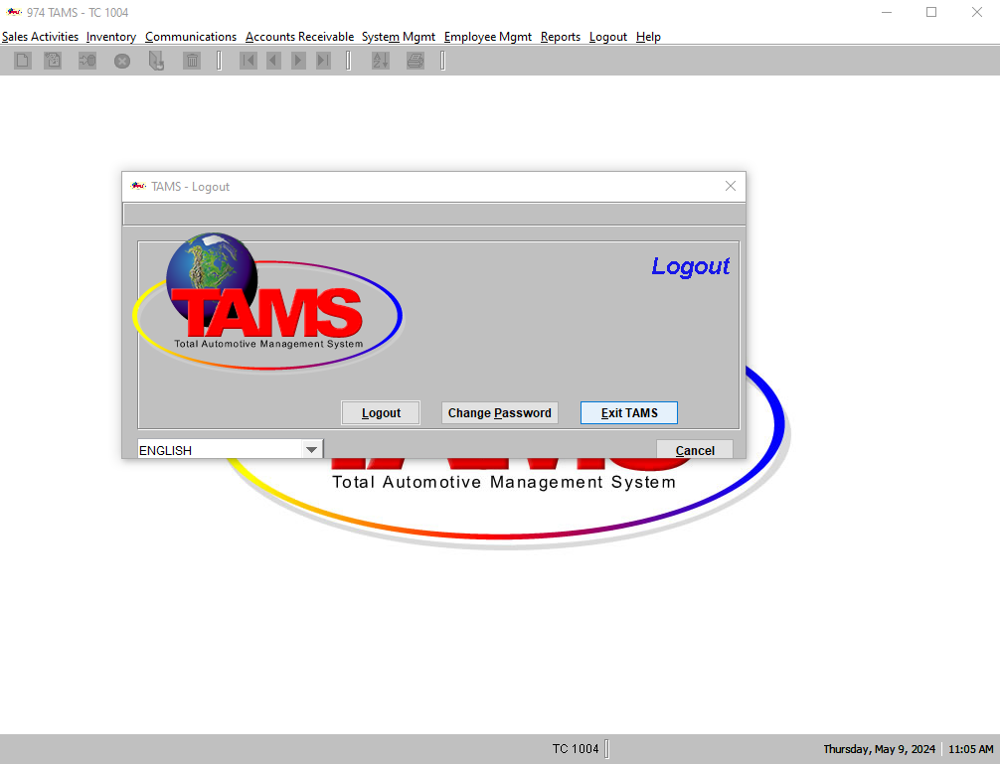 974 TAMS - TC 1004
Sales Activities Inventory Communications Accounts Receivable System Mgmt Employee Mgmt Reports Logout Help
TAMS - Logout
Logout
TAMS
Total Automotive Management System
Logout Change Password Exit TAMS
ENGLISH Cancel
TAMS
Total Automotive Management System
TC 1004 Thursday, May 9, 2024 11:05 AM